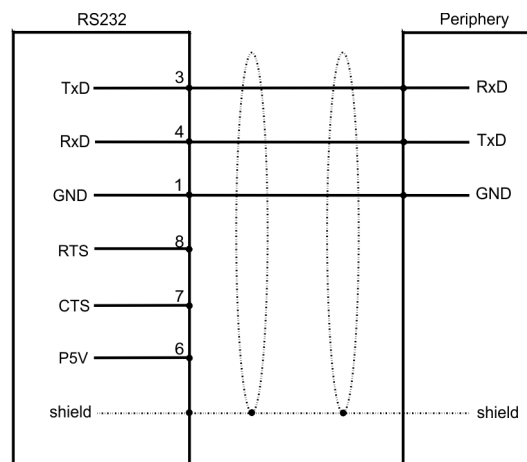 RS232 Periphery
TxD 3 RxD
RxD 4 TxD
GND 1 GND
RTS 8
CTS 7
P5V 6
shield shield